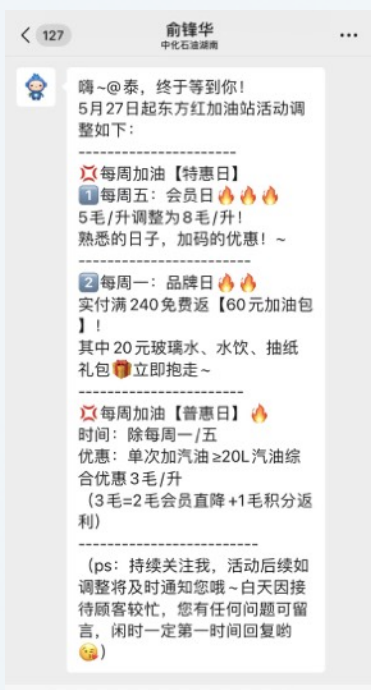 127
俞锋华
中化石油湖南
嗨~@泰，终于等到你！
5月27日起东方红加油站活动调
整如下：
----------------------
💢每周加油【特惠日】
1️⃣每周五：会员日🔥🔥🔥
5毛/升调整为8毛/升！
熟悉的日子，加码的优惠！~
------------------------
2️⃣每周一：品牌日🔥🔥
实付满240免费返【60元加油包
】！
其中20元玻璃水、水饮、抽纸
礼包🎁立即抱走~
-----------------------
💢每周加油【普惠日】🔥
时间：除每周一/五
优惠：单次加汽油≥20L汽油综
合优惠3毛/升
（3毛=2毛会员直降+1毛积分返
利）
-------------------------
（ps：持续关注我，活动后续如
调整将及时通知您哦~白天因接
待顾客较忙，您有任何问题可留
言，闲时一定第一时间回复哟
😘）